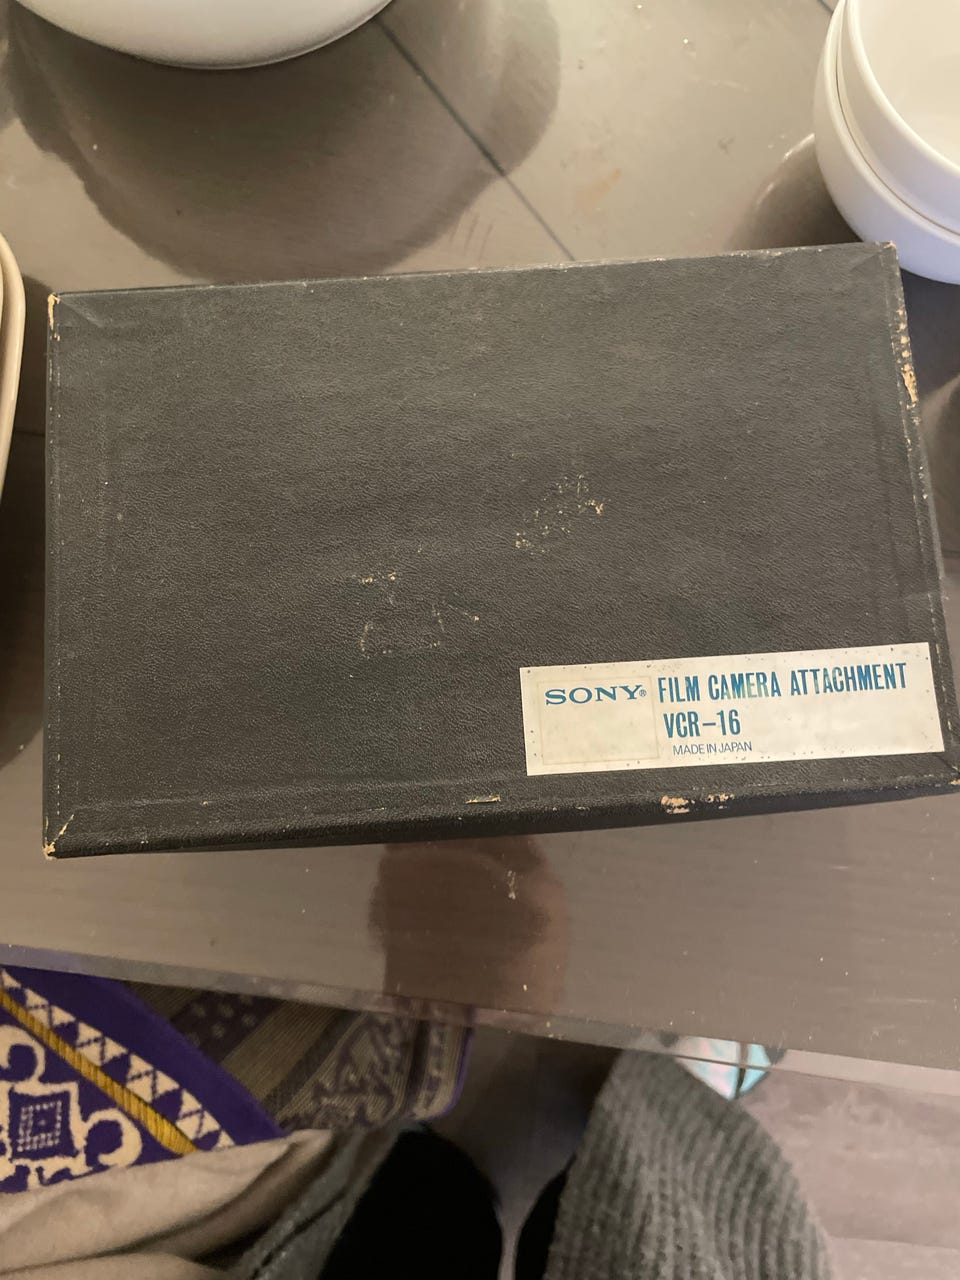 SONY® FILM CAMERA ATTACHMENT
VCR-16
MADE IN JAPAN